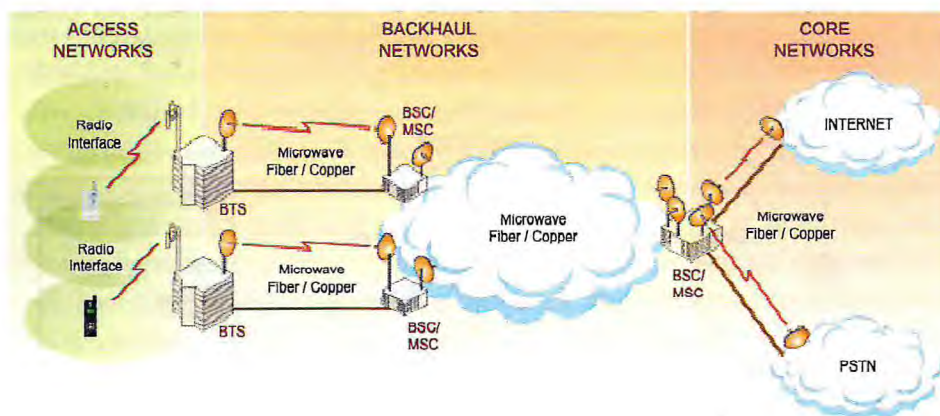 ACCESS
NETWORKS
BACKHAUL
NETWORKS
CORE
NETWORKS
Radio
Interface
BTS
Microwave
Fiber / Copper
BSC/
MSC
Radio
Interface
BTS
Microwave
Fiber / Copper
BSC/
MSC
Microwave
Fiber / Copper
BSC/
MSC
INTERNET
Microwave
Fiber / Copper
PSTN